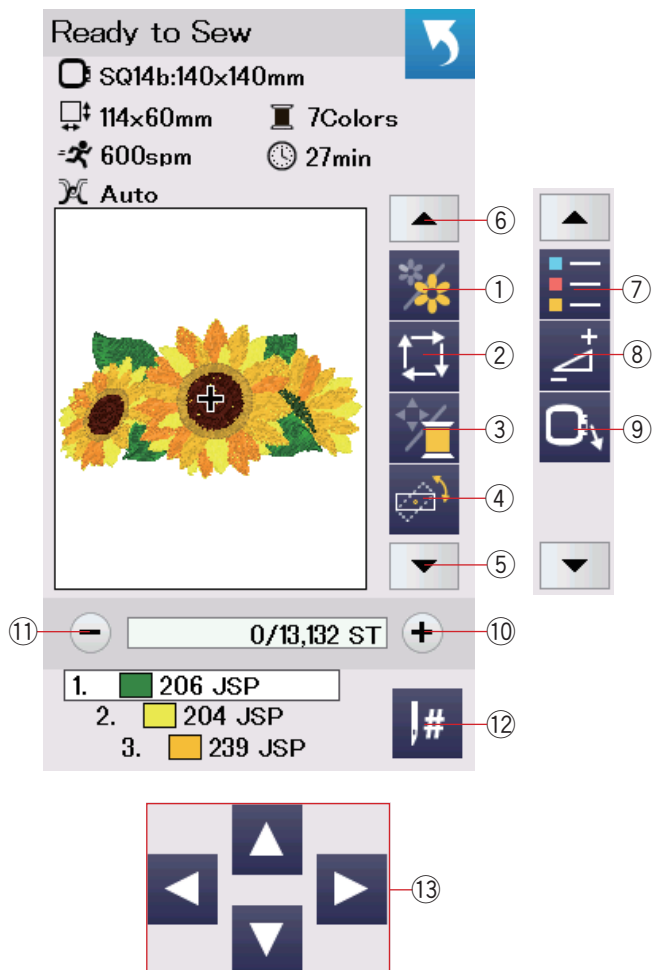 Ready to Sew
SQ14b:140x140mm
114x60mm 7Colors
600spm 27min
Auto
⑥
① ⑦
② ⑧
③ ⑨
④
⑤
⑪ − 0/13,132 ST + ⑩
1. 206 JSP
2. 204 JSP
3. 239 JSP
# ⑫
⑬